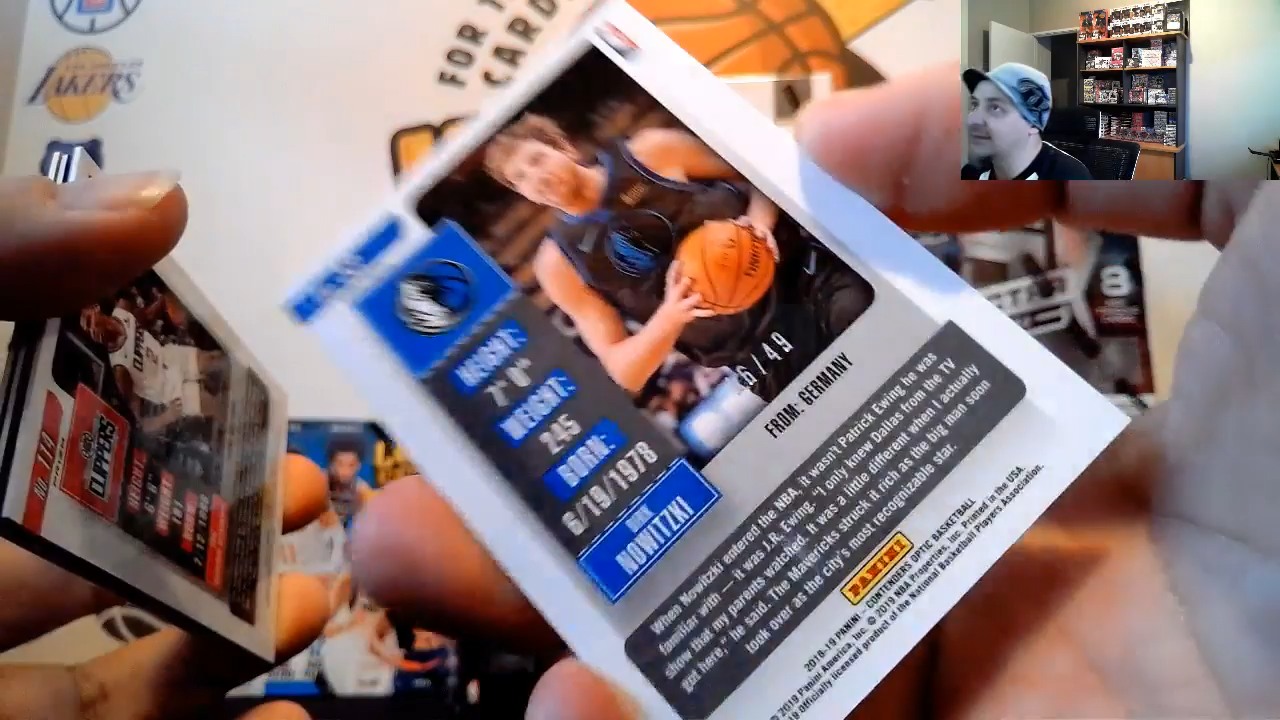 LAKERS
FOR T
CARD
HEIGHT:
7' 0"
WEIGHT:
245
BORN:
6/19/1978
DIRK
NOWITZKI
6/49
FROM: GERMANY
When Nowitzki entered the NBA, it wasn't Patrick Ewing he was
familiar with — it was J.R. Ewing. "I only knew Dallas from the TV
show that my parents watched. It was a little different when I actually
got here," he said. The Mavericks struck it rich as the big man soon
took over as the city's most recognizable star.
PANINI
2018-19 PANINI - CONTENDERS OPTIC BASKETBALL
© 2019 Panini America, Inc. © 2019 NBA Properties, Inc. Printed in the USA.
Officially licensed product of the National Basketball Players Association.
CLIPPERS
CLIPPERS
8